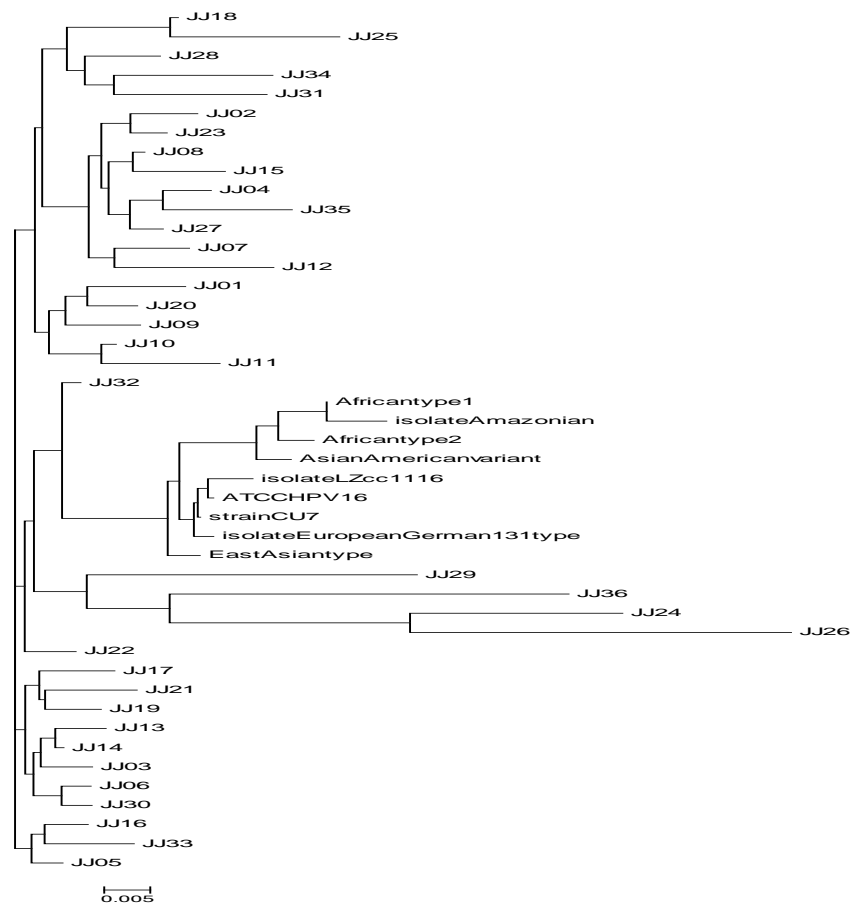 JJ18
JJ25
JJ28
JJ34
JJ31
JJ02
JJ23
JJ08
JJ15
JJ04
JJ35
JJ27
JJ07
JJ12
JJ01
JJ20
JJ09
JJ10
JJ11
JJ32
Africantype1
isolateAmazonian
Africantype2
AsianAmericanvariant
isolateLZcc1116
ATCCHPV16
strainCU7
isolateEuropeanGerman131type
EastAsiantype
JJ29
JJ36
JJ24
JJ26
JJ22
JJ17
JJ21
JJ19
JJ13
JJ14
JJ03
JJ06
JJ30
JJ16
JJ33
JJ05
0.005